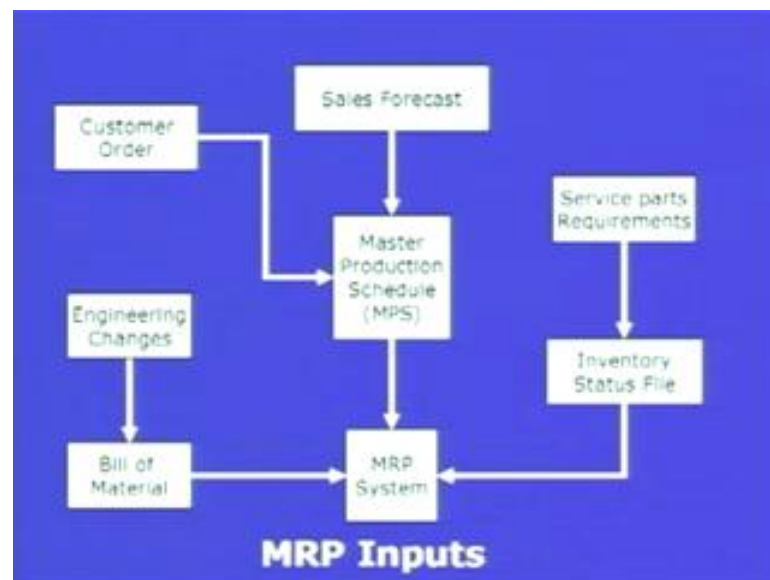 Sales Forecast
Customer
Order
Service parts
Requirements
Master
Production
Schedule
(MPS)
Engineering
Changes
Inventory
Status File
Bill of
Material
MRP
System
MRP Inputs